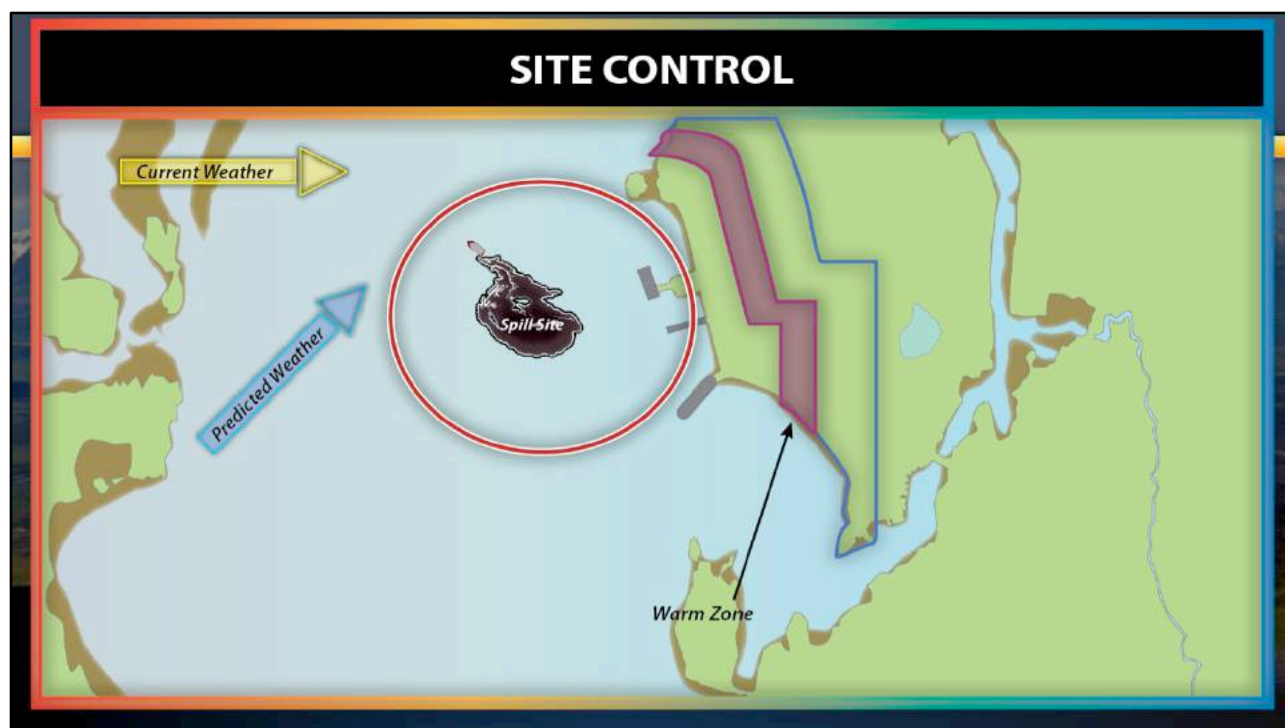 SITE CONTROL
Current Weather
Predicted Weather
Spill Site
Warm Zone